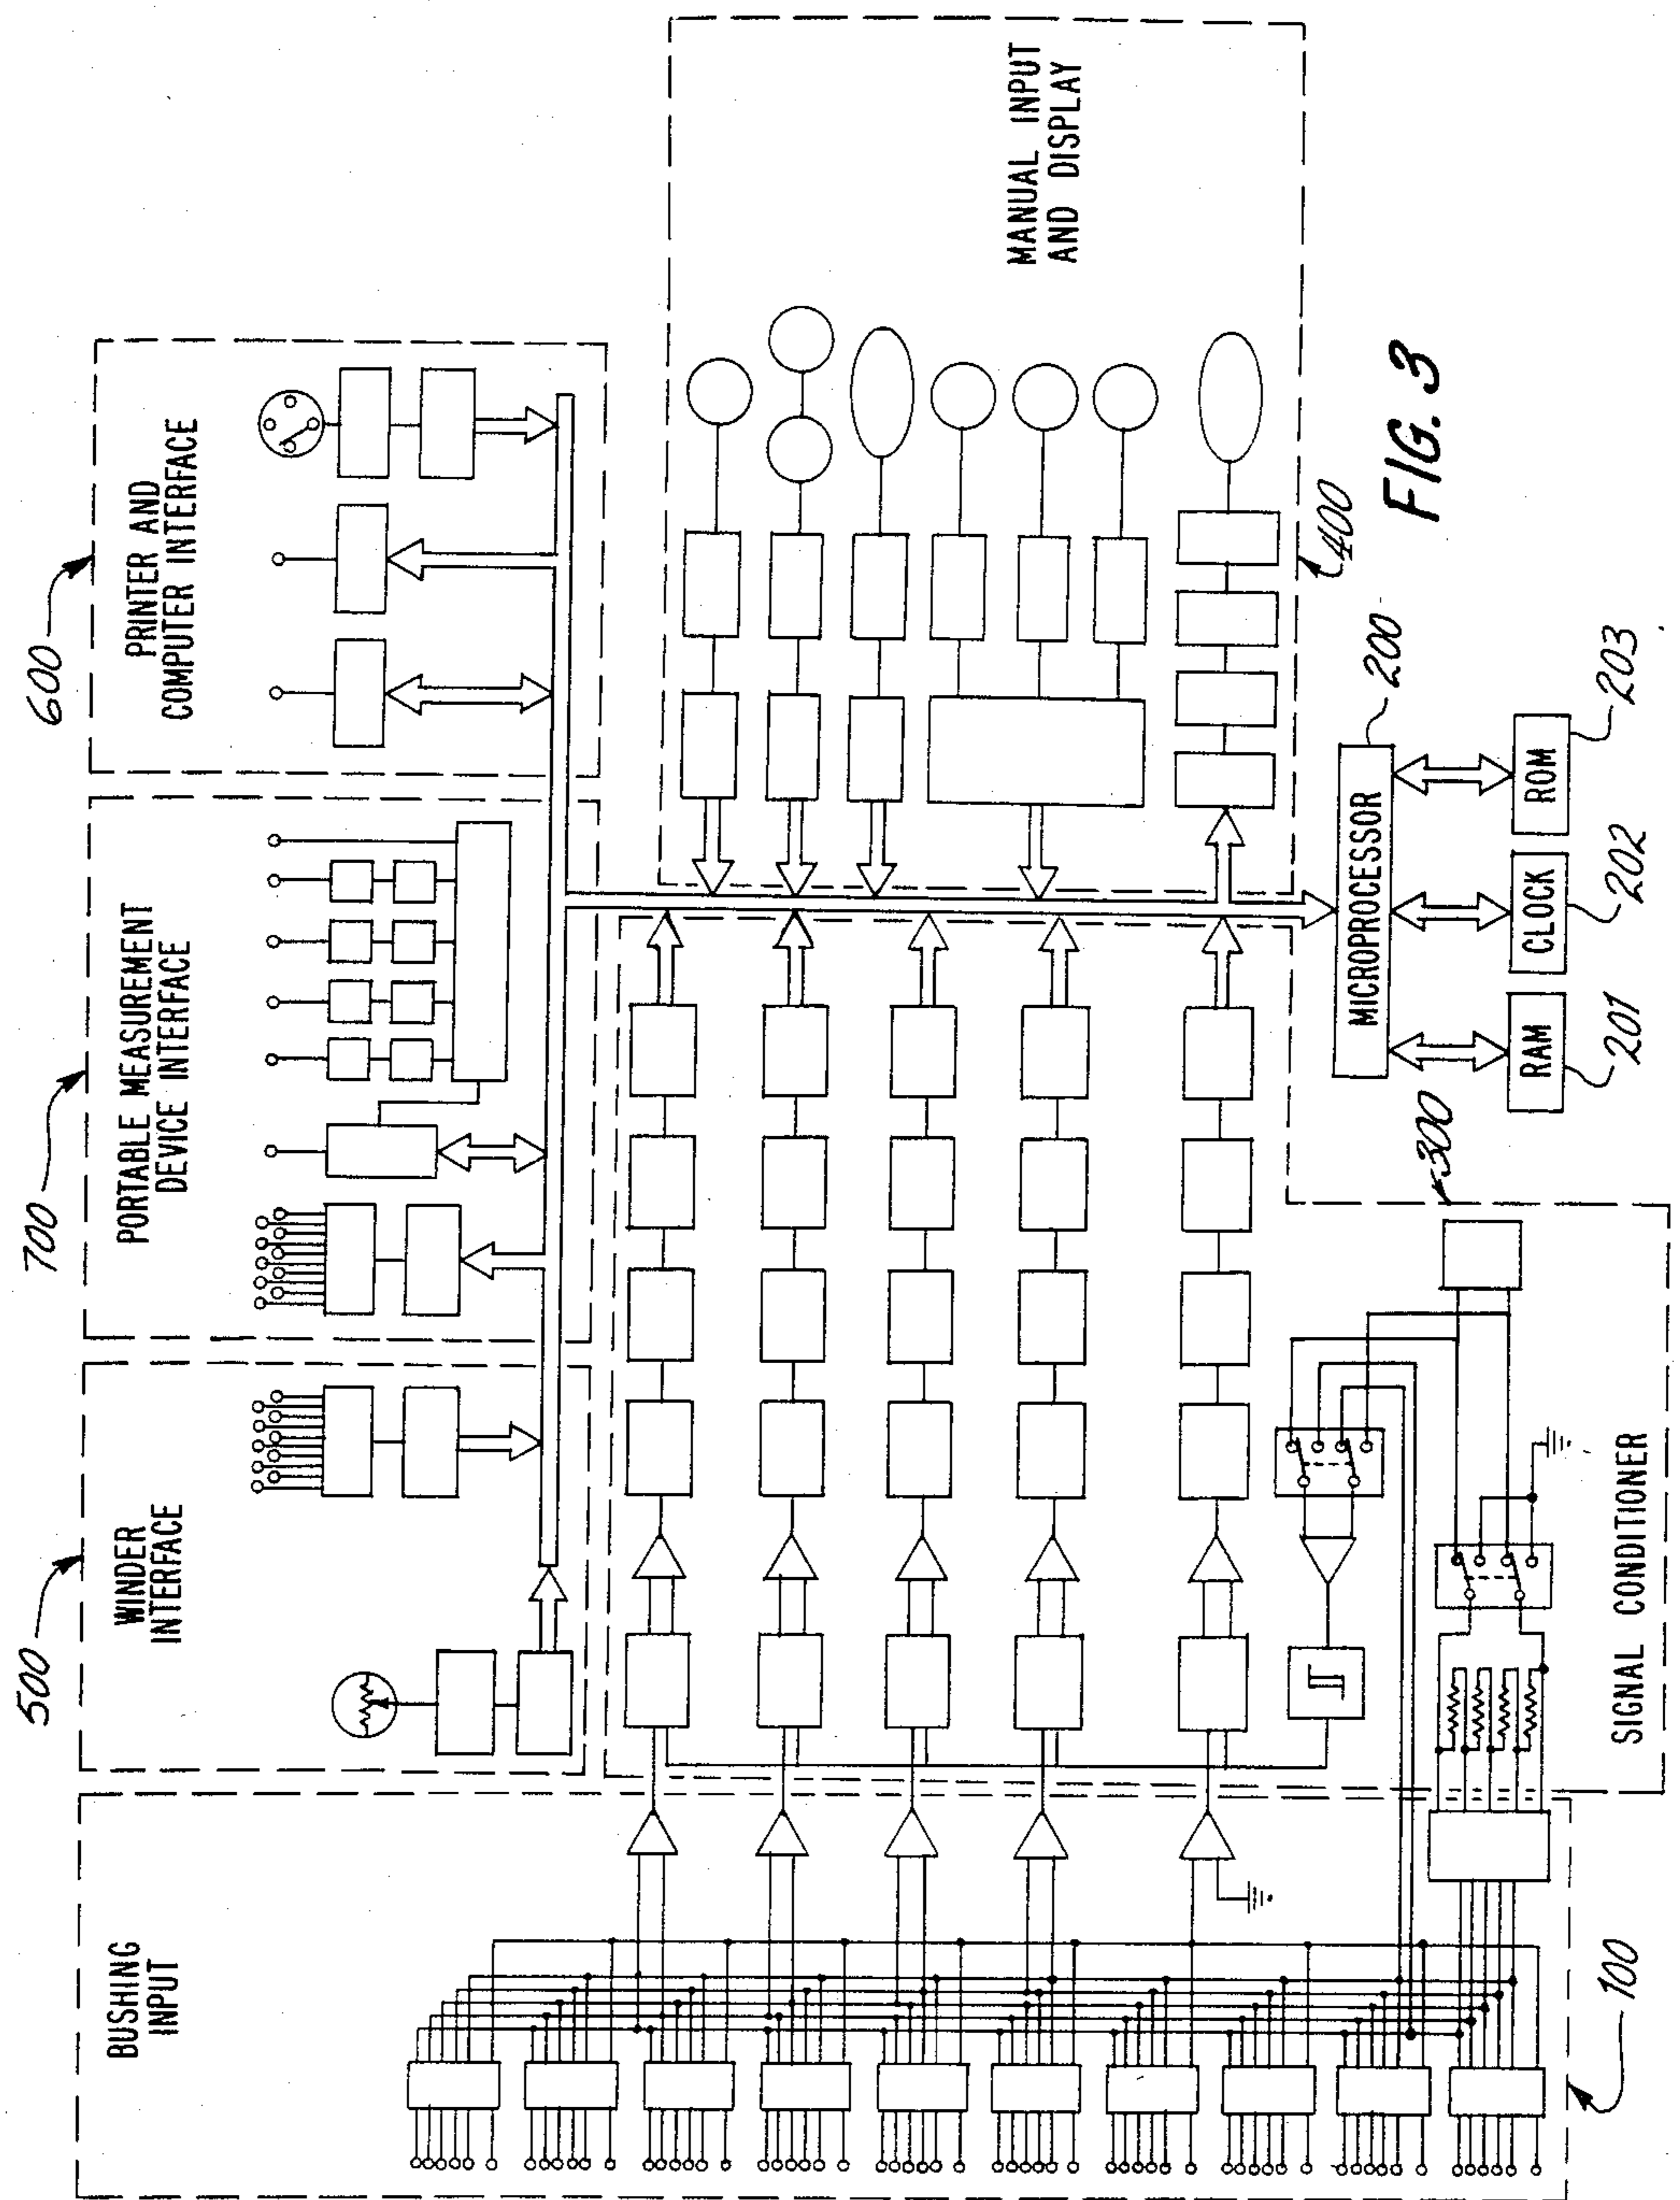 500
WINDER
INTERFACE
700
PORTABLE MEASUREMENT
DEVICE INTERFACE
600
PRINTER AND
COMPUTER INTERFACE
BUSHING
INPUT
100
SIGNAL CONDITIONER
300
MANUAL INPUT
AND DISPLAY
400
MICROPROCESSOR
200
RAM
201
CLOCK
202
ROM
203
FIG. 3